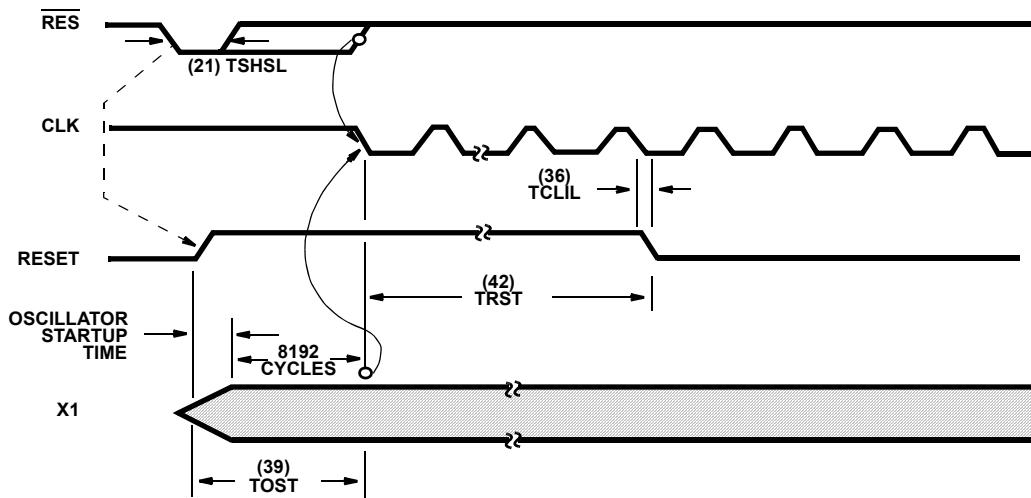 RES
(21) TSHSL
CLK
(36)
TCLIL
RESET
(42)
TRST
OSCILLATOR
STARTUP
TIME
8192
CYCLES
X1
(39)
TOST